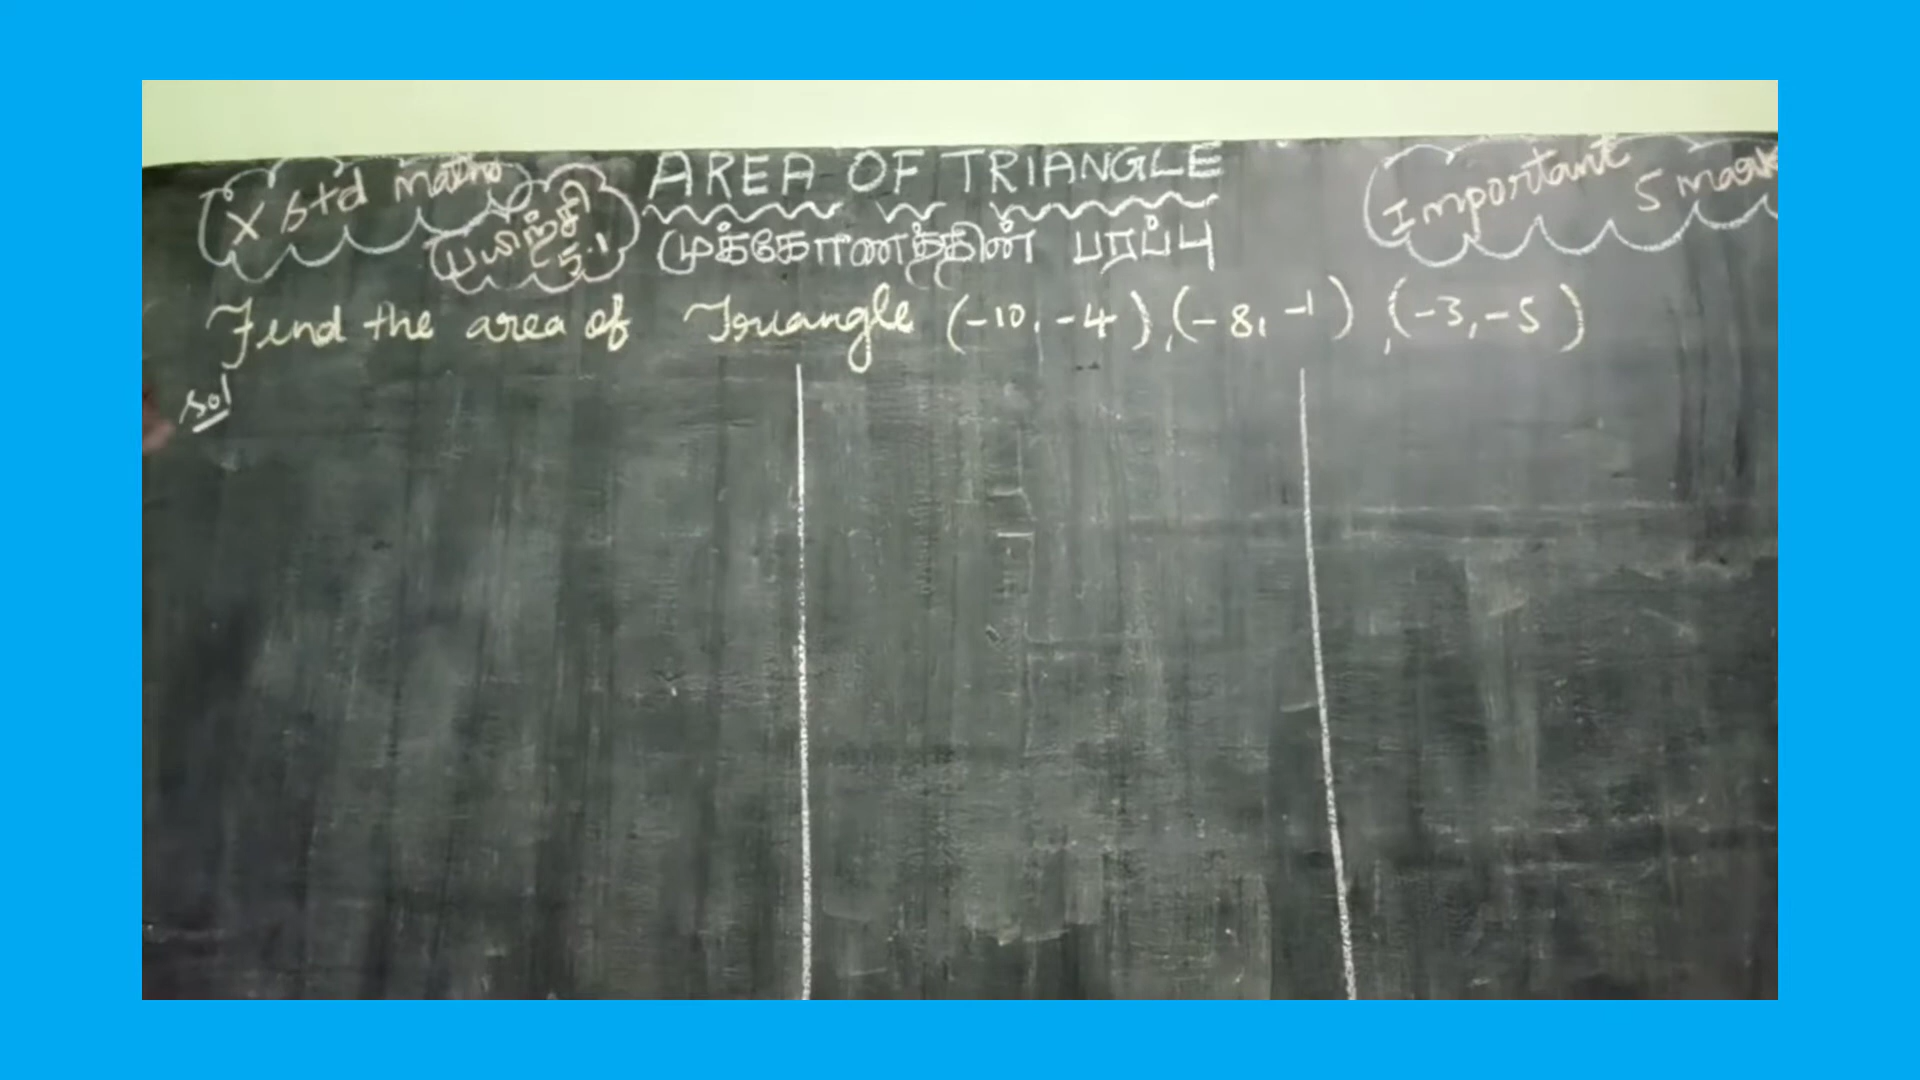 X std maths
பயிற்சி
5.1
AREA OF TRIANGLE
முக்கோணத்தின் பரப்பு
Important
5 mark
Find the area of Triangle (-10, -4), (-8, -1), (-3, -5)
sol